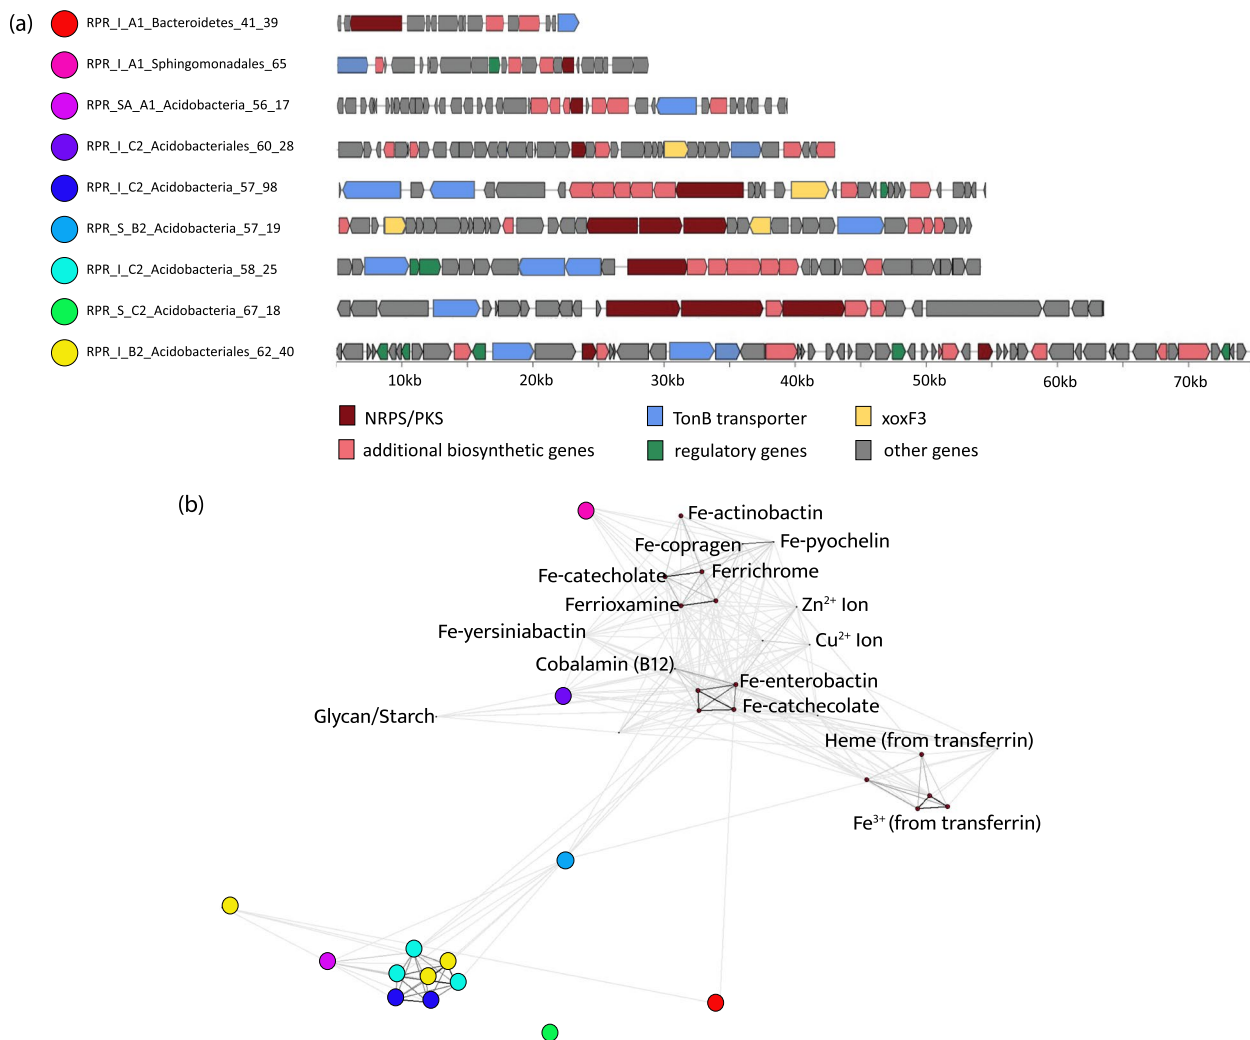 (a)
RPR_I_A1_Bacteroidetes_41_39
RPR_I_A1_Sphingomonadales_65
RPR_SA_A1_Acidobacteria_56_17
RPR_I_C2_Acidobacteriales_60_28
RPR_I_C2_Acidobacteria_57_98
RPR_S_B2_Acidobacteria_57_19
RPR_I_C2_Acidobacteria_58_25
RPR_S_C2_Acidobacteria_67_18
RPR_I_B2_Acidobacteriales_62_40
10kb 20kb 30kb 40kb 50kb 60kb 70kb
NRPS/PKS TonB transporter xoxF3
additional biosynthetic genes regulatory genes other genes
(b)
Fe-actinobactin
Fe-copragen Fe-pyochelin
Fe-catecholate Ferrichrome
Ferrioxamine Zn²⁺ Ion
Fe-yersiniabactin Cu²⁺ Ion
Cobalamin (B12)
Fe-enterobactin
Glycan/Starch Fe-catchecolate
Heme (from transferrin)
Fe³⁺ (from transferrin)